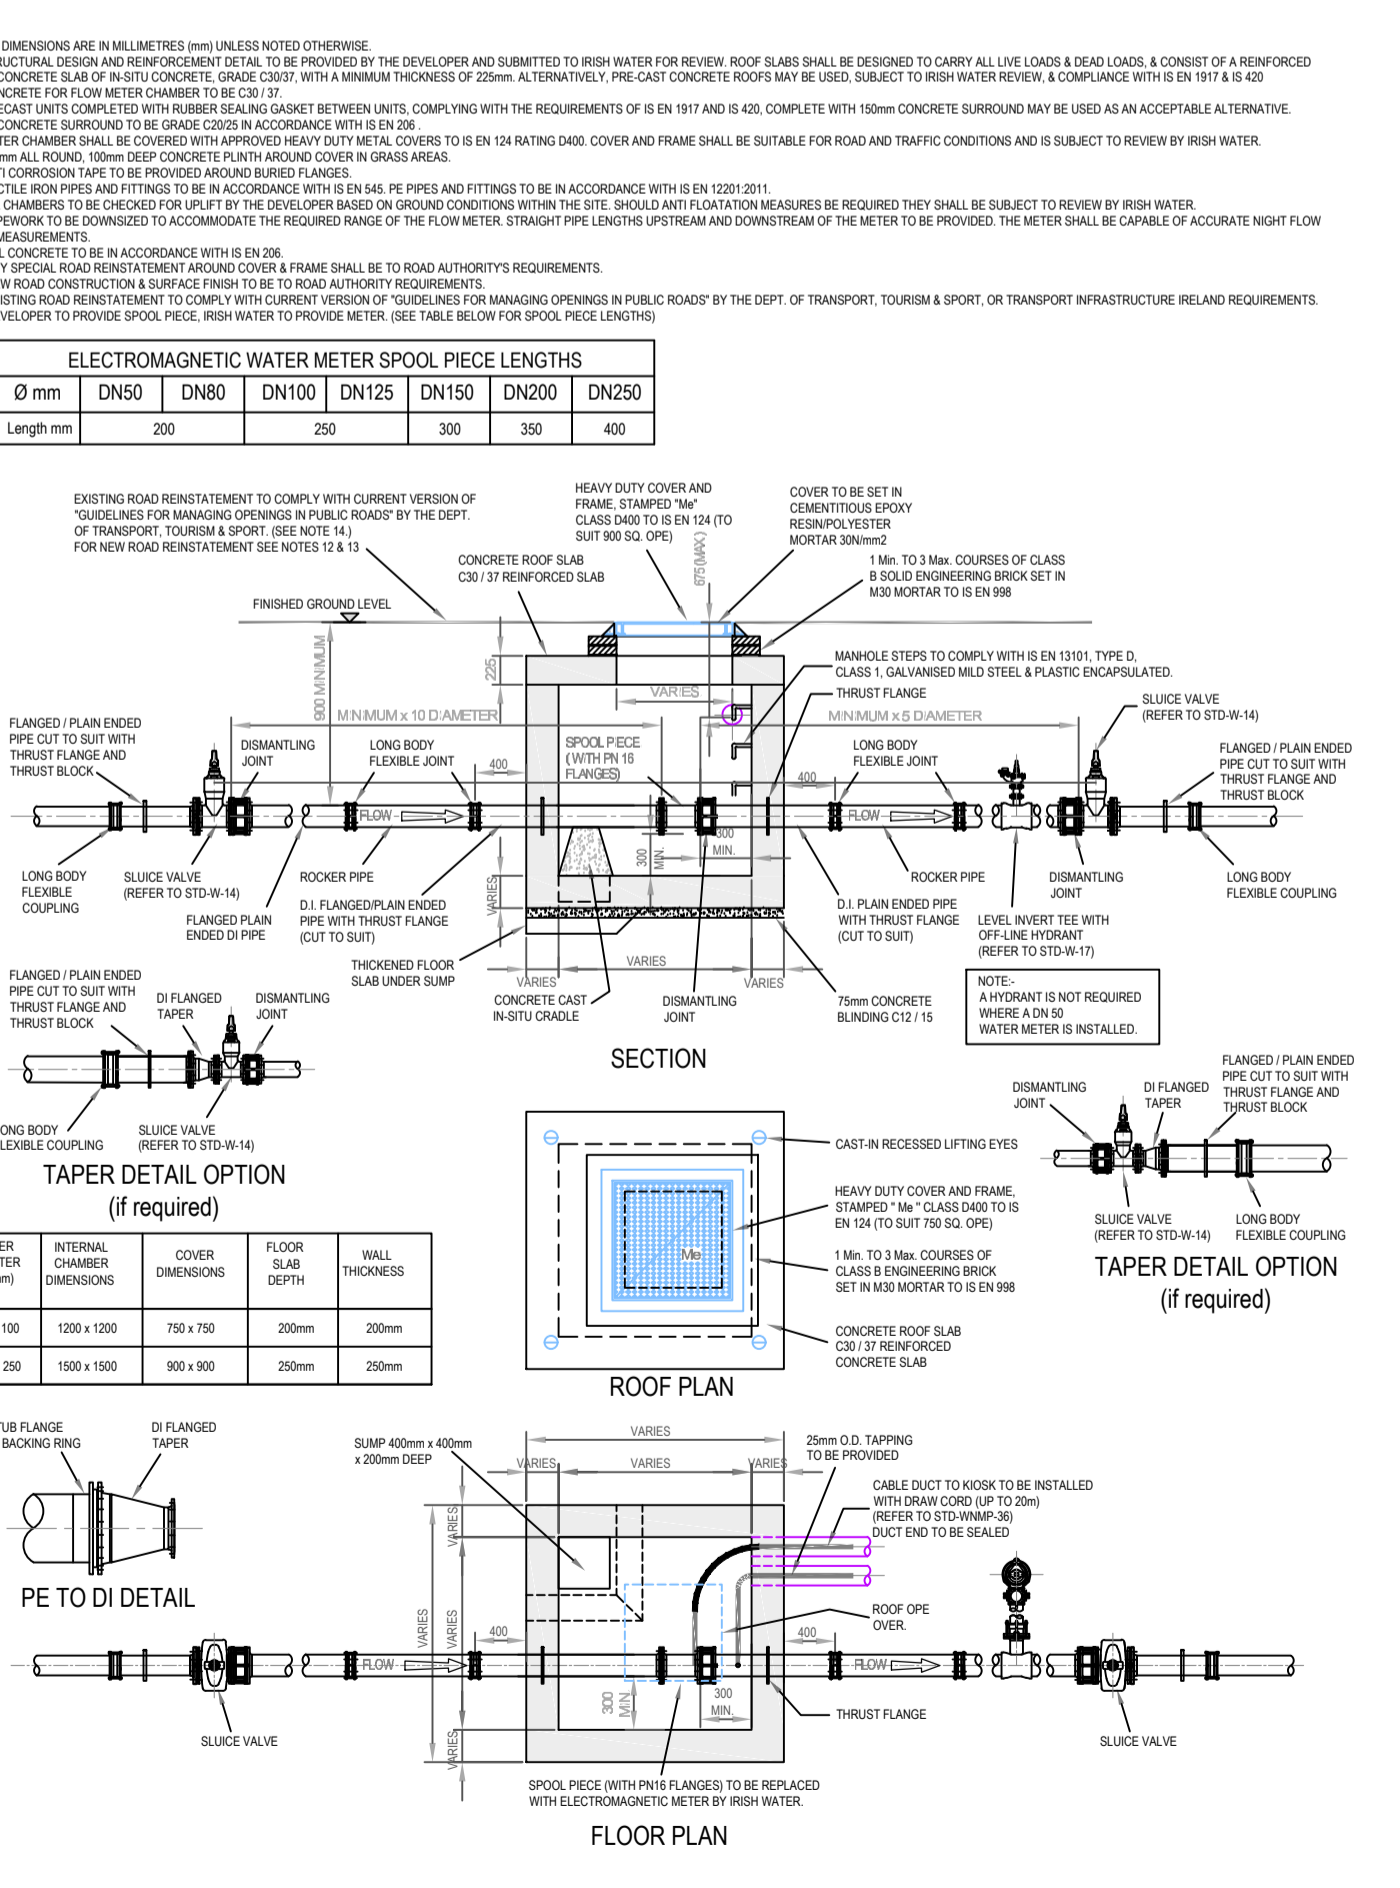 DIMENSIONS ARE IN MILLIMETRES (mm) UNLESS NOTED OTHERWISE.
RUCTURAL DESIGN AND REINFORCEMENT DETAIL TO BE PROVIDED BY THE DEVELOPER AND SUBMITTED TO IRISH WATER FOR REVIEW. ROOF SLABS SHALL BE DESIGNED TO CARRY ALL LIVE LOADS & DEAD LOADS, & CONSIST OF A REINFORCED
CONCRETE SLAB OF IN-SITU CONCRETE, GRADE C30/37, WITH A MINIMUM THICKNESS OF 225mm. ALTERNATIVELY, PRE-CAST CONCRETE ROOFS MAY BE USED, SUBJECT TO IRISH WATER REVIEW, & COMPLIANCE WITH IS EN 1917 & IS 420
NCRETE FOR FLOW METER CHAMBER TO BE C30 / 37.
ECAST UNITS COMPLETED WITH RUBBER SEALING GASKET BETWEEN UNITS, COMPLYING WITH THE REQUIREMENTS OF IS EN 1917 AND IS 420, COMPLETE WITH 150mm CONCRETE SURROUND MAY BE USED AS AN ACCEPTABLE ALTERNATIVE.
CONCRETE SURROUND TO BE GRADE C20/25 IN ACCORDANCE WITH IS EN 206 .
TER CHAMBER SHALL BE COVERED WITH APPROVED HEAVY DUTY METAL COVERS TO IS EN 124 RATING D400. COVER AND FRAME SHALL BE SUITABLE FOR ROAD AND TRAFFIC CONDITIONS AND IS SUBJECT TO REVIEW BY IRISH WATER.
mm ALL ROUND, 100mm DEEP CONCRETE PLINTH AROUND COVER IN GRASS AREAS.
TI CORROSION TAPE TO BE PROVIDED AROUND BURIED FLANGES.
CTILE IRON PIPES AND FITTINGS TO BE IN ACCORDANCE WITH IS EN 545. PE PIPES AND FITTINGS TO BE IN ACCORDANCE WITH IS EN 12201:2011.
CHAMBERS TO BE CHECKED FOR UPLIFT BY THE DEVELOPER BASED ON GROUND CONDITIONS WITHIN THE SITE. SHOULD ANTI FLOATATION MEASURES BE REQUIRED THEY SHALL BE SUBJECT TO REVIEW BY IRISH WATER.
PEWORK TO BE DOWNSIZED TO ACCOMMODATE THE REQUIRED RANGE OF THE FLOW METER. STRAIGHT PIPE LENGTHS UPSTREAM AND DOWNSTREAM OF THE METER TO BE PROVIDED. THE METER SHALL BE CAPABLE OF ACCURATE NIGHT FLOW
MEASUREMENTS.
L CONCRETE TO BE IN ACCORDANCE WITH IS EN 206.
Y SPECIAL ROAD REINSTATEMENT AROUND COVER & FRAME SHALL BE TO ROAD AUTHORITY'S REQUIREMENTS.
W ROAD CONSTRUCTION & SURFACE FINISH TO BE TO ROAD AUTHORITY REQUIREMENTS.
ISTING ROAD REINSTATEMENT TO COMPLY WITH CURRENT VERSION OF "GUIDELINES FOR MANAGING OPENINGS IN PUBLIC ROADS" BY THE DEPT. OF TRANSPORT, TOURISM & SPORT, OR TRANSPORT INFRASTRUCTURE IRELAND REQUIREMENTS.
VELOPER TO PROVIDE SPOOL PIECE, IRISH WATER TO PROVIDE METER. (SEE TABLE BELOW FOR SPOOL PIECE LENGTHS)
ELECTROMAGNETIC WATER METER SPOOL PIECE LENGTHS
Ø mm DN50 DN80 DN100 DN125 DN150 DN200 DN250
Length mm 200 250 300 350 400
EXISTING ROAD REINSTATEMENT TO COMPLY WITH CURRENT VERSION OF
"GUIDELINES FOR MANAGING OPENINGS IN PUBLIC ROADS" BY THE DEPT.
OF TRANSPORT, TOURISM & SPORT. (SEE NOTE 14.)
FOR NEW ROAD REINSTATEMENT SEE NOTES 12 & 13
CONCRETE ROOF SLAB
C30 / 37 REINFORCED SLAB
HEAVY DUTY COVER AND
FRAME, STAMPED "Me"
CLASS D400 TO IS EN 124 (TO
SUIT 900 SQ. OPE)
675 (MAX.)
COVER TO BE SET IN
CEMENTITIOUS EPOXY
RESIN/POLYESTER
MORTAR 30N/mm2
1 Min. TO 3 Max. COURSES OF CLASS
B SOLID ENGINEERING BRICK SET IN
M30 MORTAR TO IS EN 998
FINISHED GROUND LEVEL
900 MINIMUM
225
VARIES
MANHOLE STEPS TO COMPLY WITH IS EN 13101, TYPE D,
CLASS 1, GALVANISED MILD STEEL & PLASTIC ENCAPSULATED.
THRUST FLANGE
SLUICE VALVE
(REFER TO STD-W-14)
MINIMUM x 10 DIAMETER
MINIMUM x 5 DIAMETER
FLANGED / PLAIN ENDED
PIPE CUT TO SUIT WITH
THRUST FLANGE AND
THRUST BLOCK
DISMANTLING
JOINT
LONG BODY
FLEXIBLE JOINT
400
SPOOL PIECE
(WITH PN 16
FLANGES)
400
LONG BODY
FLEXIBLE JOINT
FLANGED / PLAIN ENDED
PIPE CUT TO SUIT WITH
THRUST FLANGE AND
THRUST BLOCK
FLOW
FLOW
300
MIN.
300
MIN.
LONG BODY
FLEXIBLE
COUPLING
SLUICE VALVE
(REFER TO STD-W-14)
FLANGED PLAIN
ENDED DI PIPE
ROCKER PIPE
D.I. FLANGED/PLAIN ENDED
PIPE WITH THRUST FLANGE
(CUT TO SUIT)
VARIES
THICKENED FLOOR
SLAB UNDER SUMP
VARIES
VARIES
VARIES
CONCRETE CAST
IN-SITU CRADLE
DISMANTLING
JOINT
ROCKER PIPE
D.I. PLAIN ENDED PIPE
WITH THRUST FLANGE
(CUT TO SUIT)
75mm CONCRETE
BLINDING C12 / 15
LEVEL INVERT TEE WITH
OFF-LINE HYDRANT
(REFER TO STD-W-17)
DISMANTLING
JOINT
LONG BODY
FLEXIBLE COUPLING
NOTE:-
A HYDRANT IS NOT REQUIRED
WHERE A DN 50
WATER METER IS INSTALLED.
SECTION
FLANGED / PLAIN ENDED
PIPE CUT TO SUIT WITH
THRUST FLANGE AND
THRUST BLOCK
DI FLANGED
TAPER
DISMANTLING
JOINT
ONG BODY
LEXIBLE COUPLING
SLUICE VALVE
(REFER TO STD-W-14)
TAPER DETAIL OPTION
(if required)
DISMANTLING
JOINT
DI FLANGED
TAPER
FLANGED / PLAIN ENDED
PIPE CUT TO SUIT WITH
THRUST FLANGE AND
THRUST BLOCK
SLUICE VALVE
(REFER TO STD-W-14)
LONG BODY
FLEXIBLE COUPLING
TAPER DETAIL OPTION
(if required)
CAST-IN RECESSED LIFTING EYES
HEAVY DUTY COVER AND FRAME,
STAMPED " Me " CLASS D400 TO IS
EN 124 (TO SUIT 750 SQ. OPE)
Me
1 Min. TO 3 Max. COURSES OF
CLASS B ENGINEERING BRICK
SET IN M30 MORTAR TO IS EN 998
CONCRETE ROOF SLAB
C30 / 37 REINFORCED
CONCRETE SLAB
ROOF PLAN
ER
TER
m)
INTERNAL
CHAMBER
DIMENSIONS
COVER
DIMENSIONS
FLOOR
SLAB
DEPTH
WALL
THICKNESS
100 1200 x 1200 750 x 750 200mm 200mm
250 1500 x 1500 900 x 900 250mm 250mm
TUB FLANGE
BACKING RING
DI FLANGED
TAPER
PE TO DI DETAIL
SUMP 400mm x 400mm
x 200mm DEEP
VARIES
VARIES
VARIES
VARIES
25mm O.D. TAPPING
TO BE PROVIDED
CABLE DUCT TO KIOSK TO BE INSTALLED
WITH DRAW CORD (UP TO 20m)
(REFER TO STD-WNMP-36)
DUCT END TO BE SEALED
VARIES
VARIES
VARIES
VARIES
ROOF OPE
OVER.
400
400
FLOW
FLOW
300
MIN.
300
MIN.
THRUST FLANGE
SLUICE VALVE
SLUICE VALVE
SPOOL PIECE (WITH PN16 FLANGES) TO BE REPLACED
WITH ELECTROMAGNETIC METER BY IRISH WATER.
FLOOR PLAN